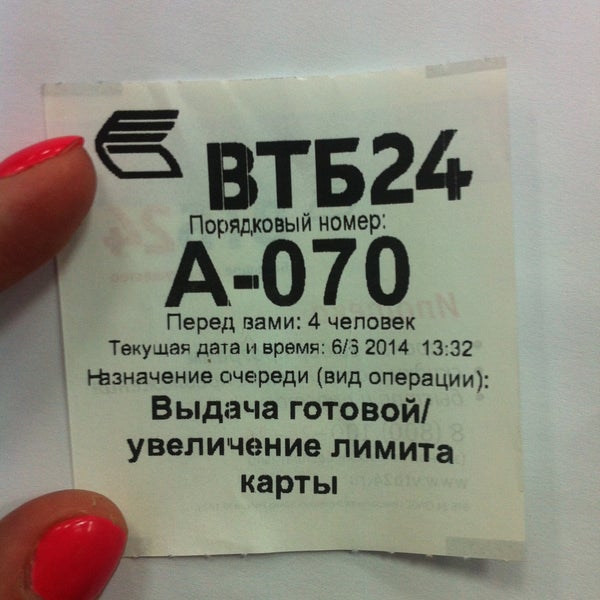 ВТБ24
Порядковый номер:
А-070
Перед вами: 4 человек
Текущая дата и время: 6/6 2014 13:32
Назначение очереди (вид операции):
Выдача готовой/
увеличение лимита
карты